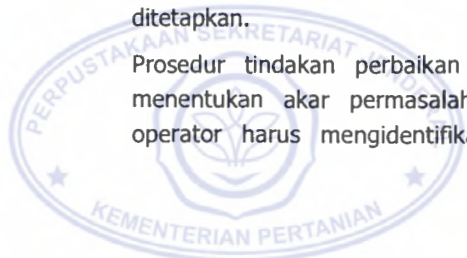 ditetapkan.
Prosedur tindakan perbaikan
menentukan akar permasalah
operator harus mengidentifika
PERPUSTAKAAN SEKRETARIAT
KEMENTERIAN PERTANIAN